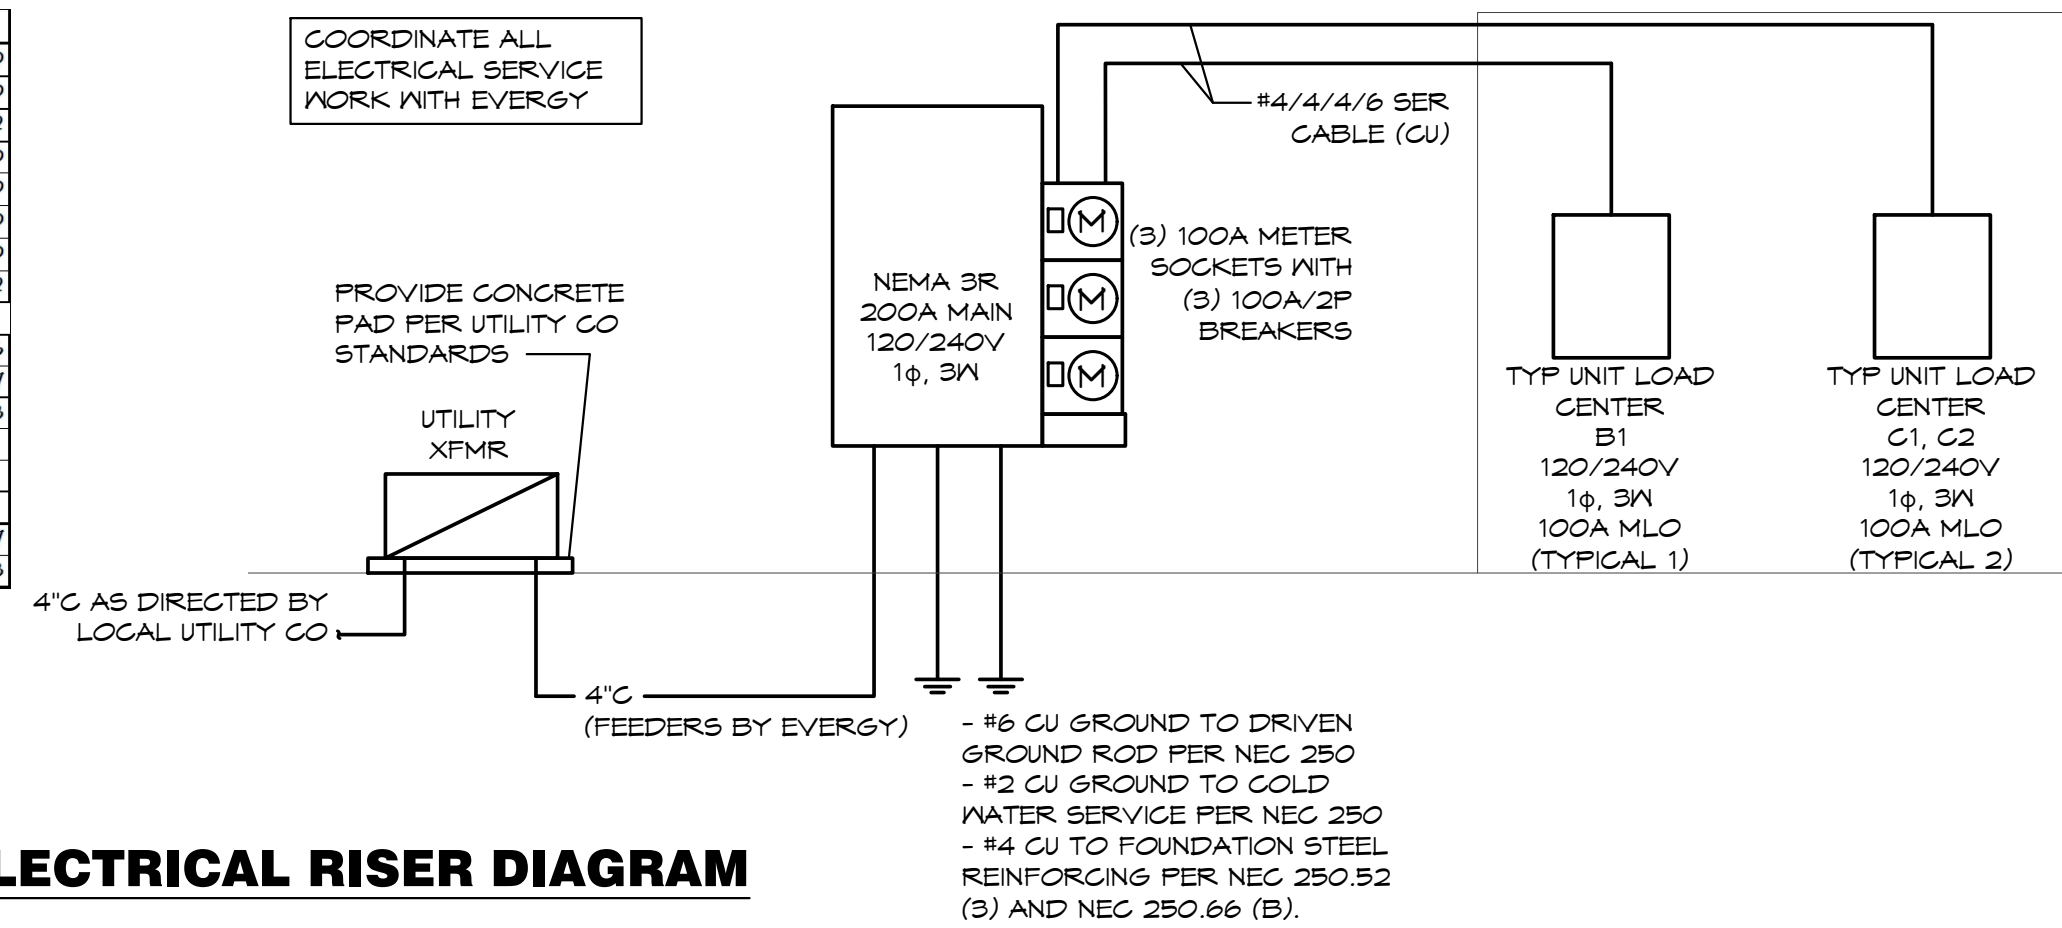 COORDINATE ALL
ELECTRICAL SERVICE
WORK WITH EVERGY
#4/4/4/6 SER
CABLE (CU)
M
M
M
(3) 100A METER
SOCKETS WITH
(3) 100A/2P
BREAKERS
NEMA 3R
200A MAIN
120/240V
1φ, 3W
PROVIDE CONCRETE
PAD PER UTILITY CO
STANDARDS
UTILITY
XFMR
TYP UNIT LOAD
CENTER
B1
120/240V
1φ, 3W
100A MLO
(TYPICAL 1)
TYP UNIT LOAD
CENTER
C1, C2
120/240V
1φ, 3W
100A MLO
(TYPICAL 2)
4"C AS DIRECTED BY
LOCAL UTILITY CO
4"C
(FEEDERS BY EVERGY)
- #6 CU GROUND TO DRIVEN
GROUND ROD PER NEC 250
- #2 CU GROUND TO COLD
WATER SERVICE PER NEC 250
- #4 CU TO FOUNDATION STEEL
REINFORCING PER NEC 250.52
(3) AND NEC 250.66 (B).
LECTRICAL RISER DIAGRAM